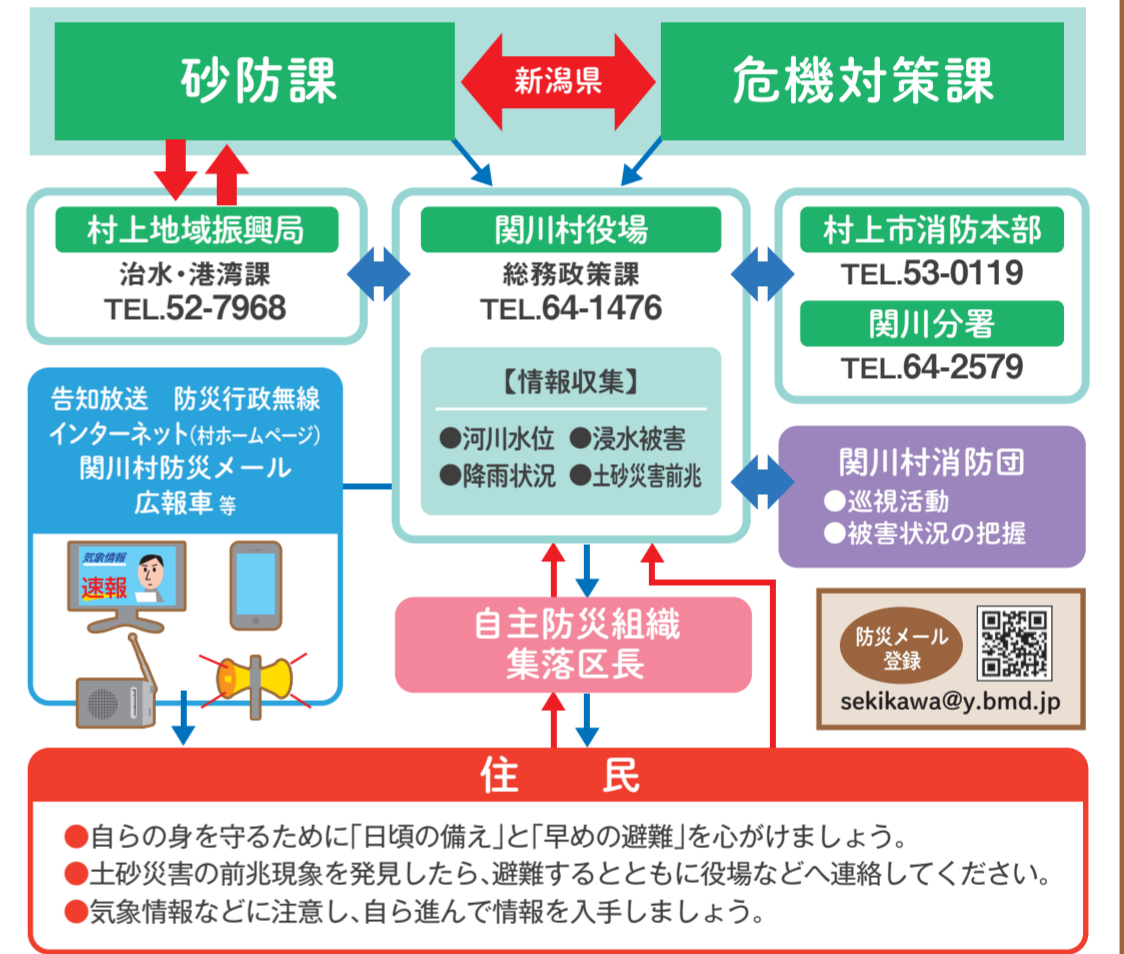 砂防課
新潟県
危機対策課
村上地域振興局
治水・港湾課
TEL.52-7968
関川村役場
総務政策課
TEL.64-1476
【情報収集】
●河川水位 ●浸水被害
●降雨状況 ●土砂災害前兆
村上市消防本部
TEL.53-0119
関川分署
TEL.64-2579
告知放送 防災行政無線
インターネット(村ホームページ)
関川村防災メール
広報車 等
気象情報
速報
関川村消防団
●巡視活動
●被害状況の把握
自主防災組織
集落区長
防災メール
登録
sekikawa@y.bmd.jp
住 民
●自らの身を守るために「日頃の備え」と「早めの避難」を心がけましょう。
●土砂災害の前兆現象を発見したら、避難するとともに役場などへ連絡してください。
●気象情報などに注意し、自ら進んで情報を入手しましょう。